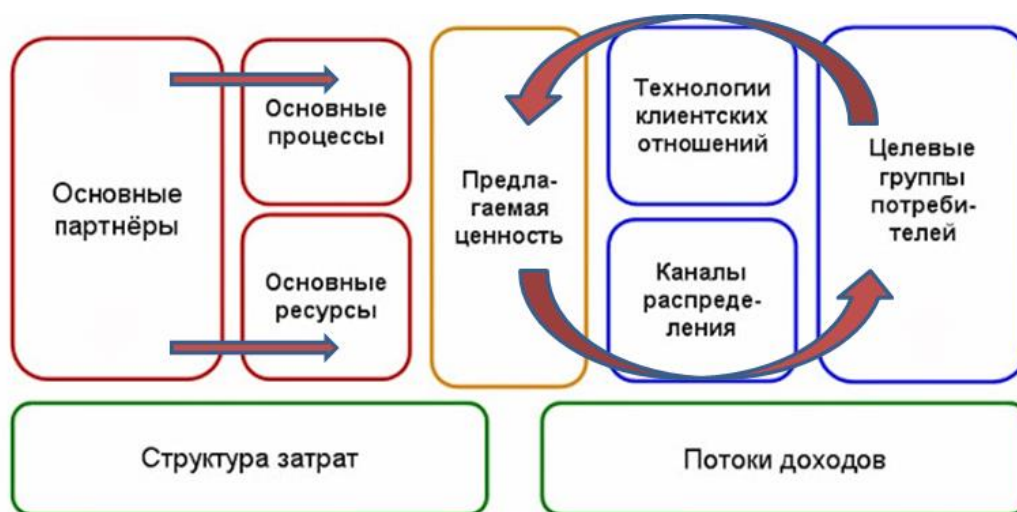 Основные
партнёры
Основные
процессы
Основные
ресурсы
Предла-
гаемая
ценность
Технологии
клиентских
отношений
Каналы
распреде-
ления
Целевые
группы
потреби-
телей
Структура затрат
Потоки доходов